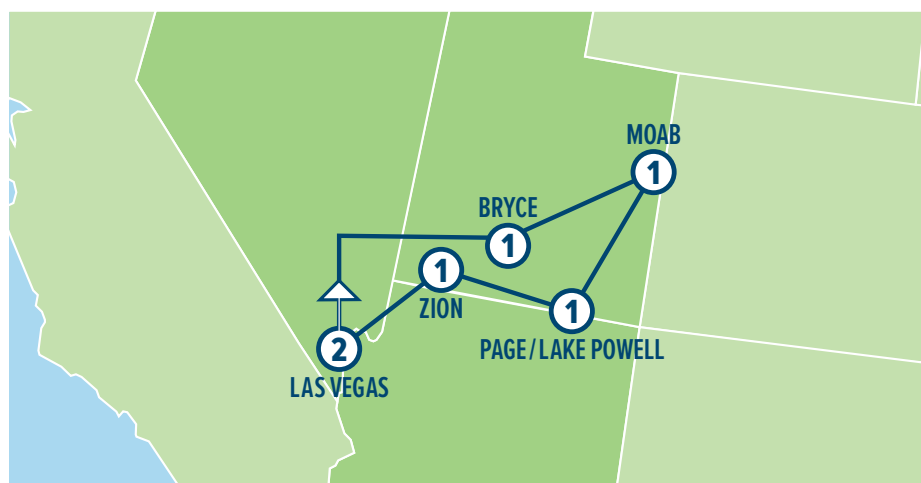 MOAB
1
BRYCE
1
1
ZION
1
PAGE/LAKE POWELL
2
LAS VEGAS